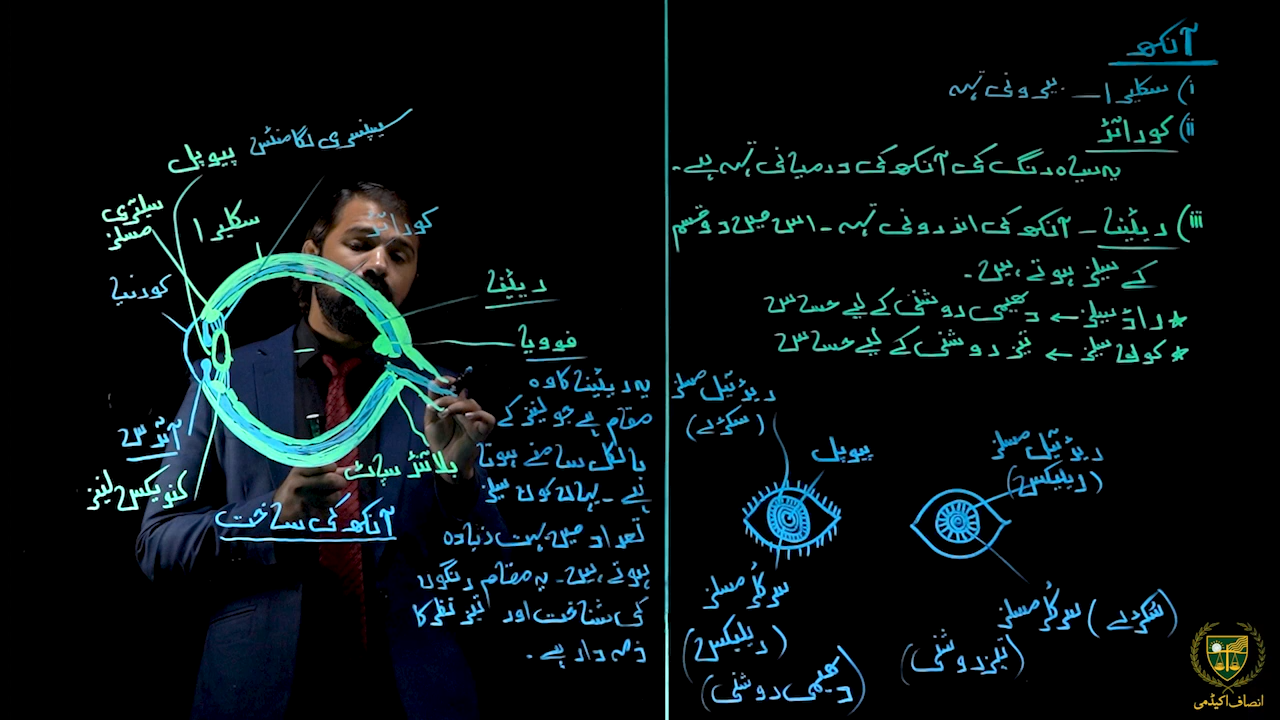 آنکھ
i) سکلیرا — بیرونی تہہ
ii) کورائڈ
یہ سیاہ رنگ کی آنکھ کی درمیانی تہہ ہے۔
iii) ریٹینا – آنکھ کی اندرونی تہہ۔ اس میں دو قسم
کے سیلز ہوتے ہیں۔
* راڈ سیلز ← دھیمی روشنی کے لیے حساس
* کون سیلز ← تیز روشنی کے لیے حساس
ریڈئیل مسلز
(سکڑے)
پیوپل
سرکلر مسلز
(ریلیکس)
(دھیمی روشنی)
ریڈئیل مسلز
(ریلیکس)
سرکلر مسلز (سکڑے)
(تیز روشنی)
سپنسری لگامنٹس
پیوپل
سیلری
مسلز
سکلیرا
کورائڈ
کورنیا
ریٹینا
فوویا
یہ ریٹینا کا وہ
مقام ہے جو لینز کے
بالکل سامنے ہوتا
ہے۔ یہاں کون سیلز
تعداد میں بہت زیادہ
ہوتے ہیں۔ یہ مقام رنگوں
کی شناخت اور تیز نظر کا
ذمہ دار ہے۔
آئرس
کنویکس لینز
بلائنڈ سپاٹ
آنکھ کی ساخت
انصاف اکیڈمی